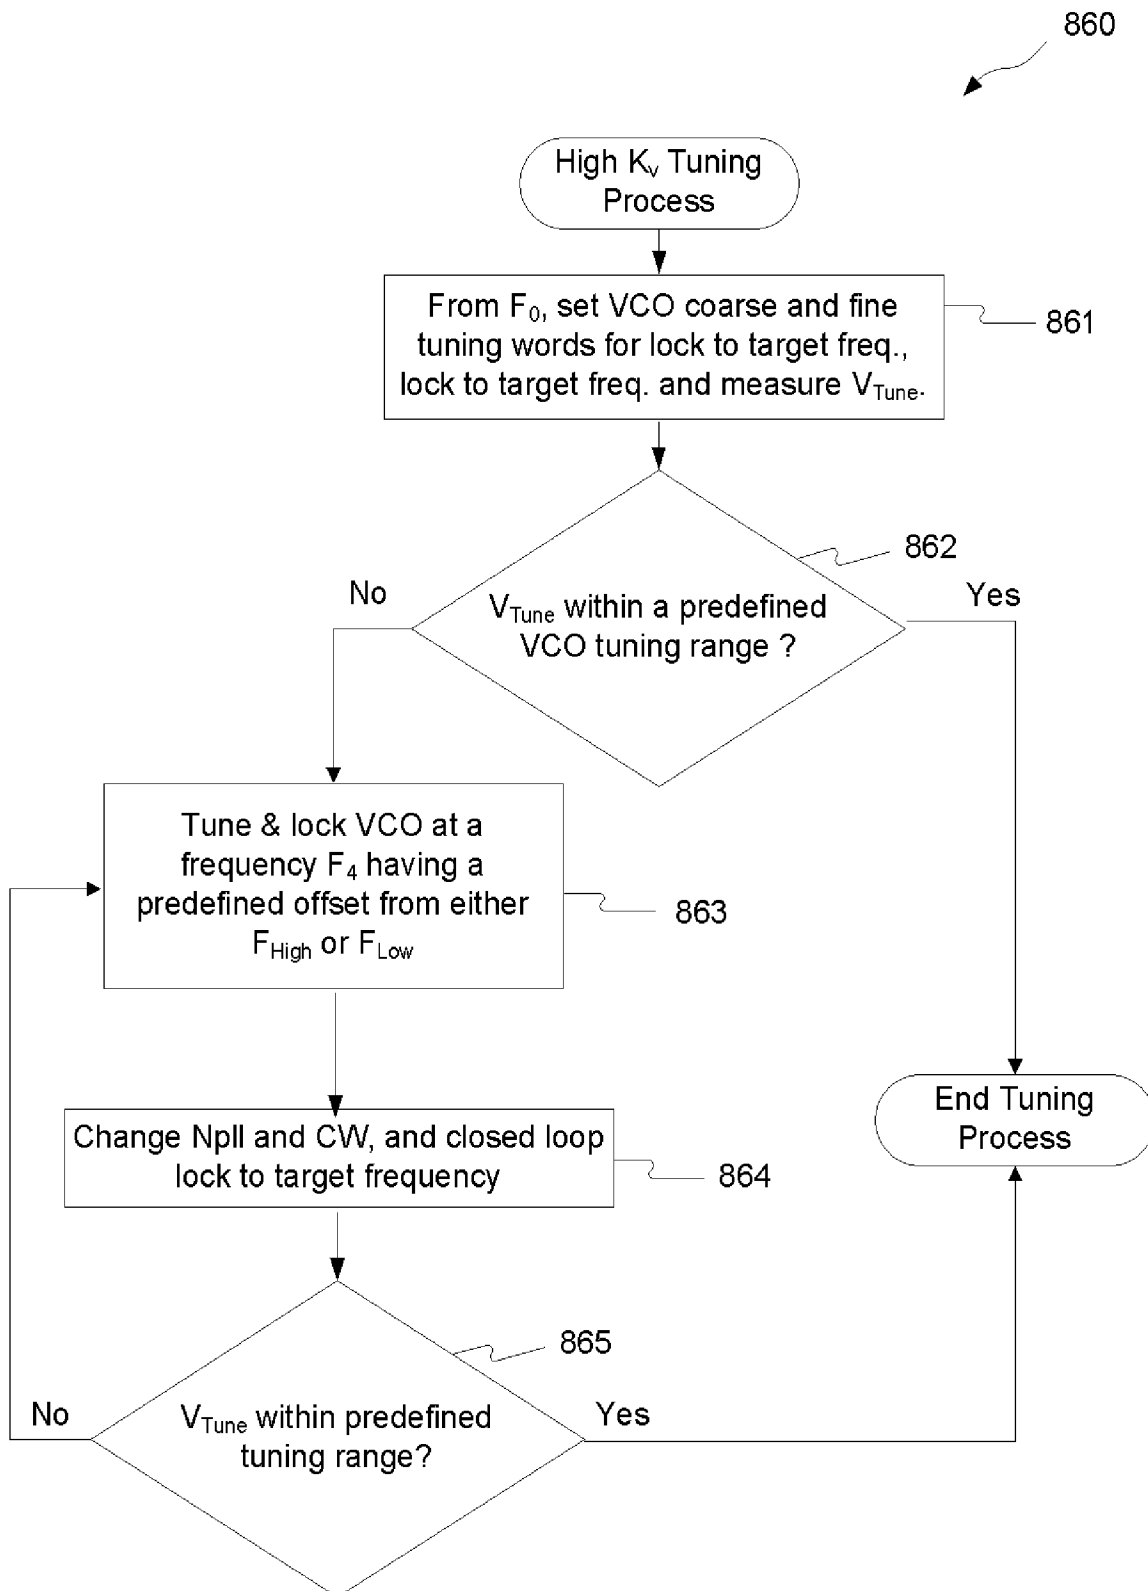 860
High Kv Tuning
Process
From F0, set VCO coarse and fine
tuning words for lock to target freq.,
lock to target freq. and measure VTune.
861
862
No
Yes
VTune within a predefined
VCO tuning range ?
Tune & lock VCO at a
frequency F4 having a
predefined offset from either
FHigh or FLow
863
End Tuning
Process
Change Npll and CW, and closed loop
lock to target frequency
864
865
No
Yes
VTune within predefined
tuning range?